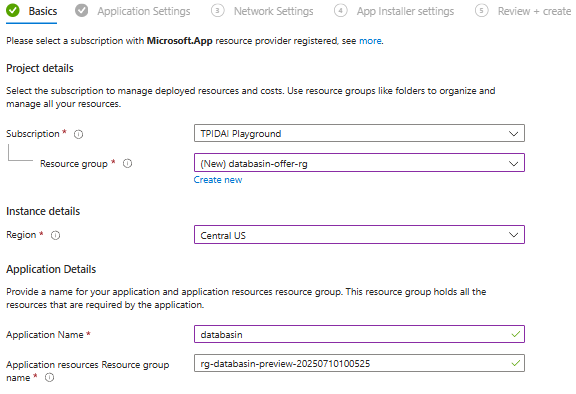 Basics Application Settings 3 Network Settings 4 App Installer settings 5 Review + create
Please select a subscription with Microsoft.App resource provider registered, see more.
Project details
Select the subscription to manage deployed resources and costs. Use resource groups like folders to organize and
manage all your resources.
Subscription * TPIDAI Playground
Resource group * (New) databasin-offer-rg
Create new
Instance details
Region * Central US
Application Details
Provide a name for your application and application resources resource group. This resource group holds all the
resources that are required by the application.
Application Name * databasin
Application resources Resource group rg-databasin-preview-20250710100525
name *